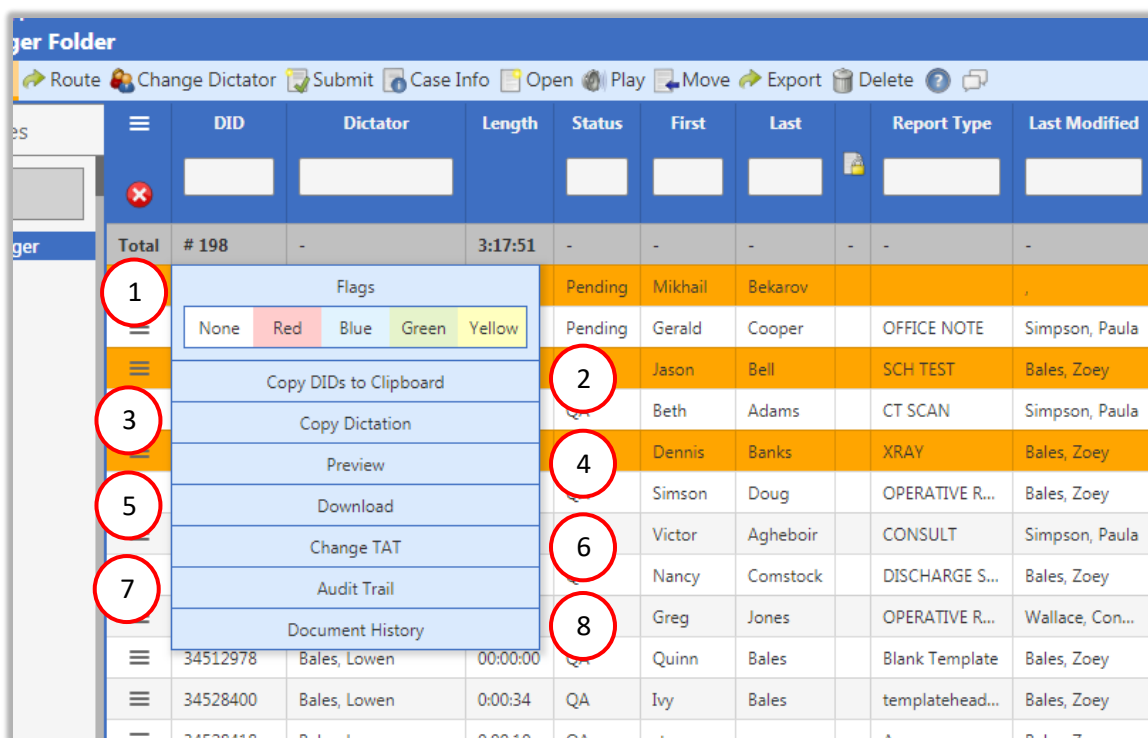 ger Folder
Route Change Dictator Submit Case Info Open Play Move Export Delete ?
es DID Dictator Length Status First Last Report Type Last Modified
ger Total # 198 - 3:17:51 - - - - - -
1 Flags Pending Mikhail Bekarov ,
None Red Blue Green Yellow Pending Gerald Cooper OFFICE NOTE Simpson, Paula
Copy DIDs to Clipboard 2 Jason Bell SCH TEST Bales, Zoey
3 Copy Dictation QA Beth Adams CT SCAN Simpson, Paula
Preview 4 Dennis Banks XRAY Bales, Zoey
5 Download Simson Doug OPERATIVE R... Bales, Zoey
Change TAT 6 Victor Agheboir CONSULT Simpson, Paula
7 Audit Trail Nancy Comstock DISCHARGE S... Bales, Zoey
Document History 8 Greg Jones OPERATIVE R... Wallace, Con...
34512978 Bales, Lowen 00:00:00 QA Quinn Bales Blank Template Bales, Zoey
34528400 Bales, Lowen 0:00:34 QA Ivy Bales templatehead... Bales, Zoey